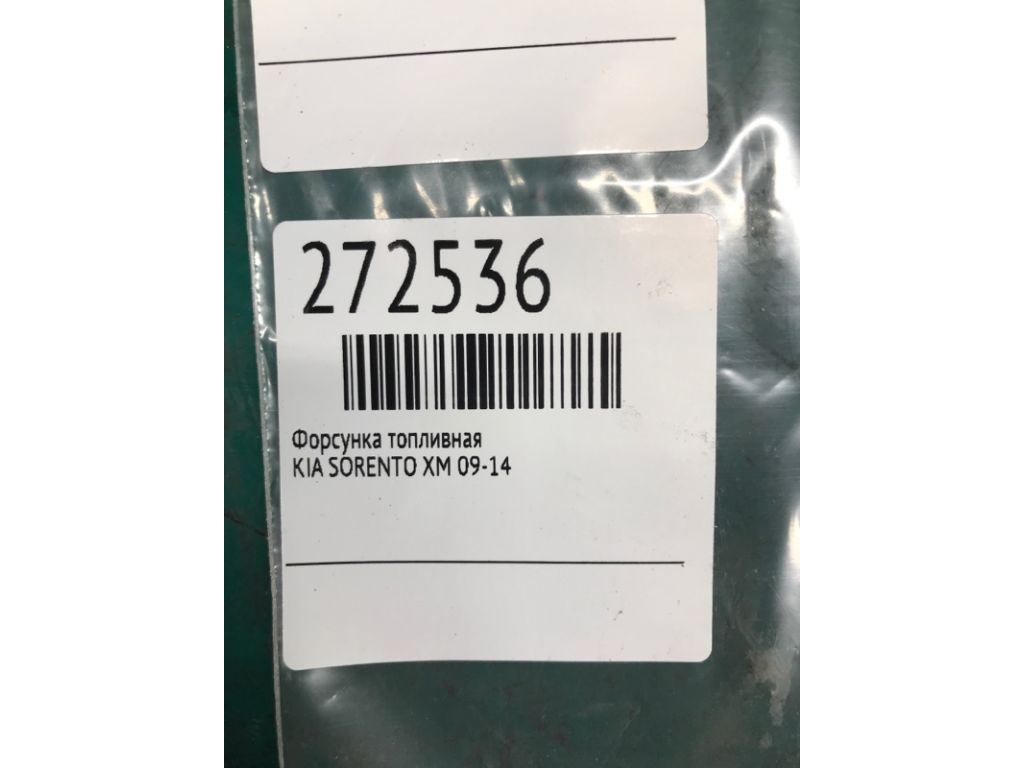 272536
Форсунка топливная
KIA SORENTO XM 09-14